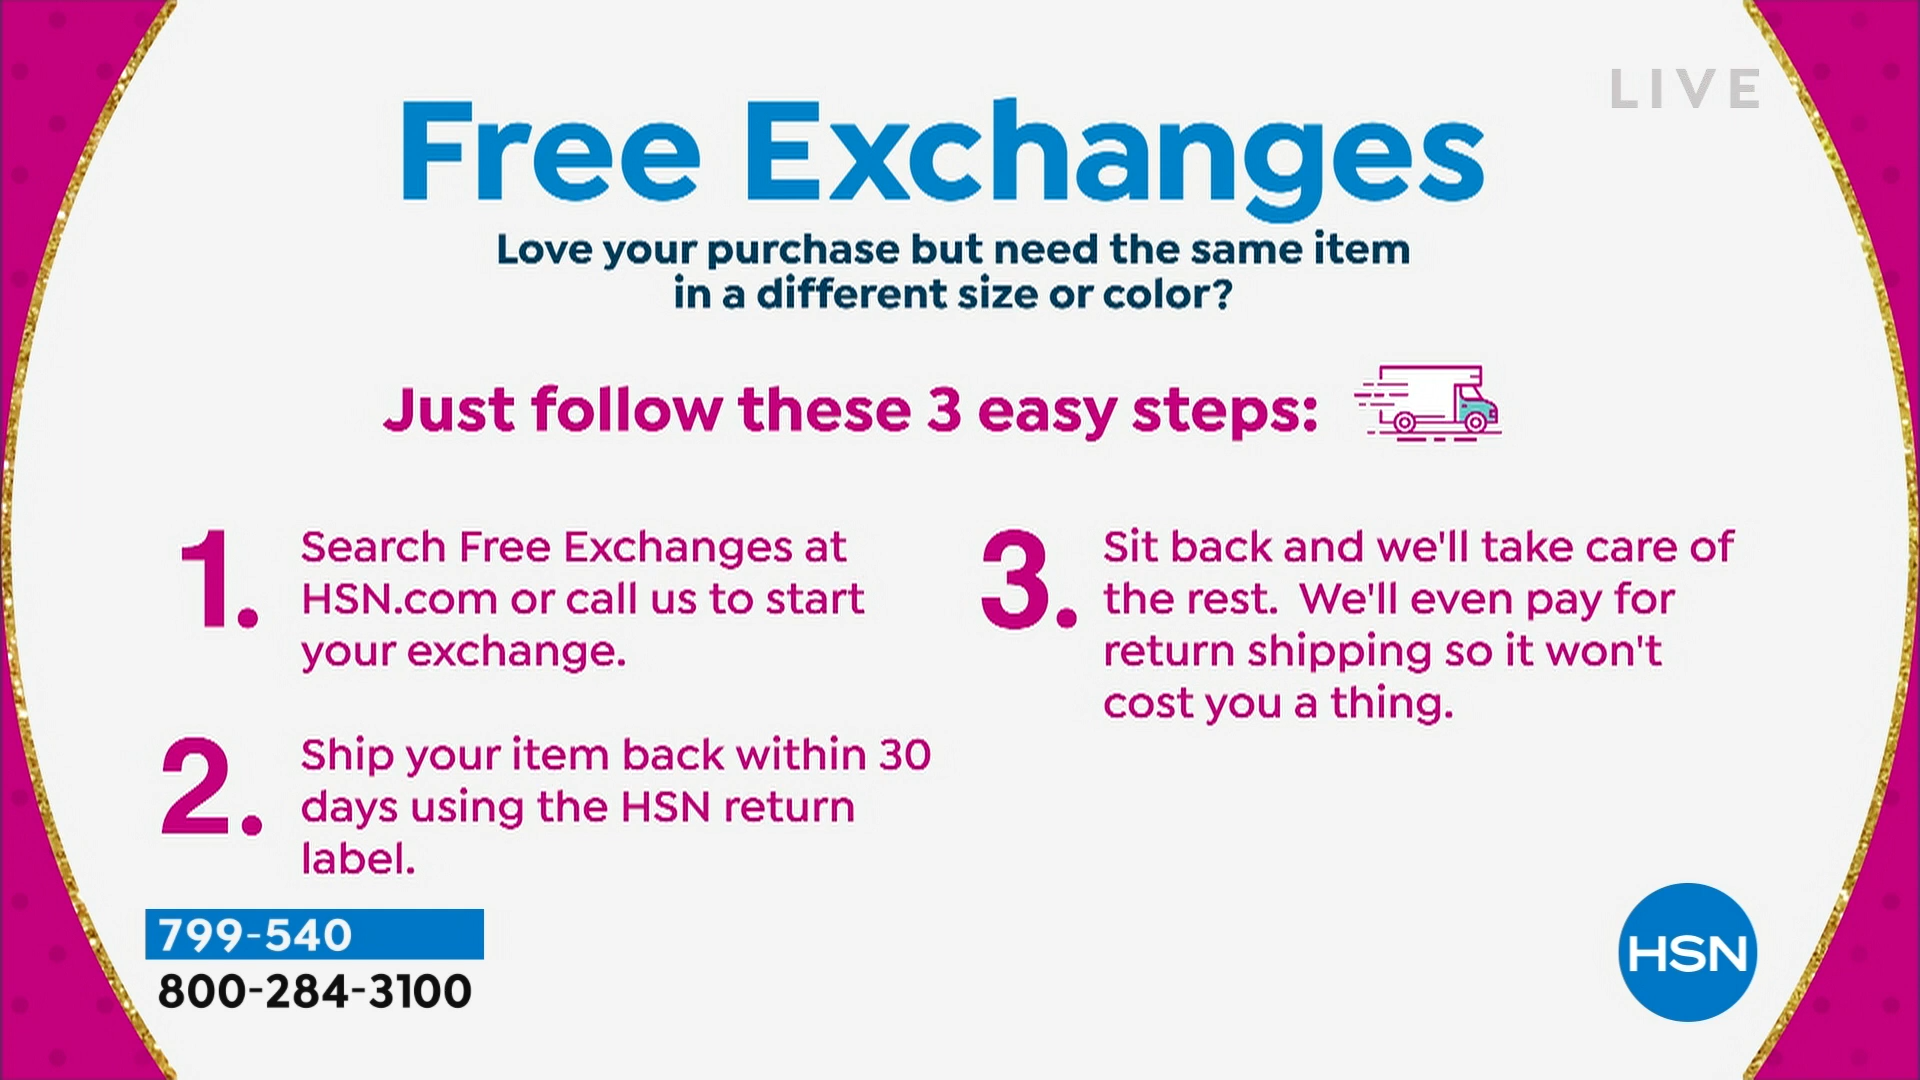 LIVE
Free Exchanges
Love your purchase but need the same item
in a different size or color?
Just follow these 3 easy steps:
1. Search Free Exchanges at
HSN.com or call us to start
your exchange.
2. Ship your item back within 30
days using the HSN return
label.
3. Sit back and we'll take care of
the rest.  We'll even pay for
return shipping so it won't
cost you a thing.
799-540
800-284-3100
HSN